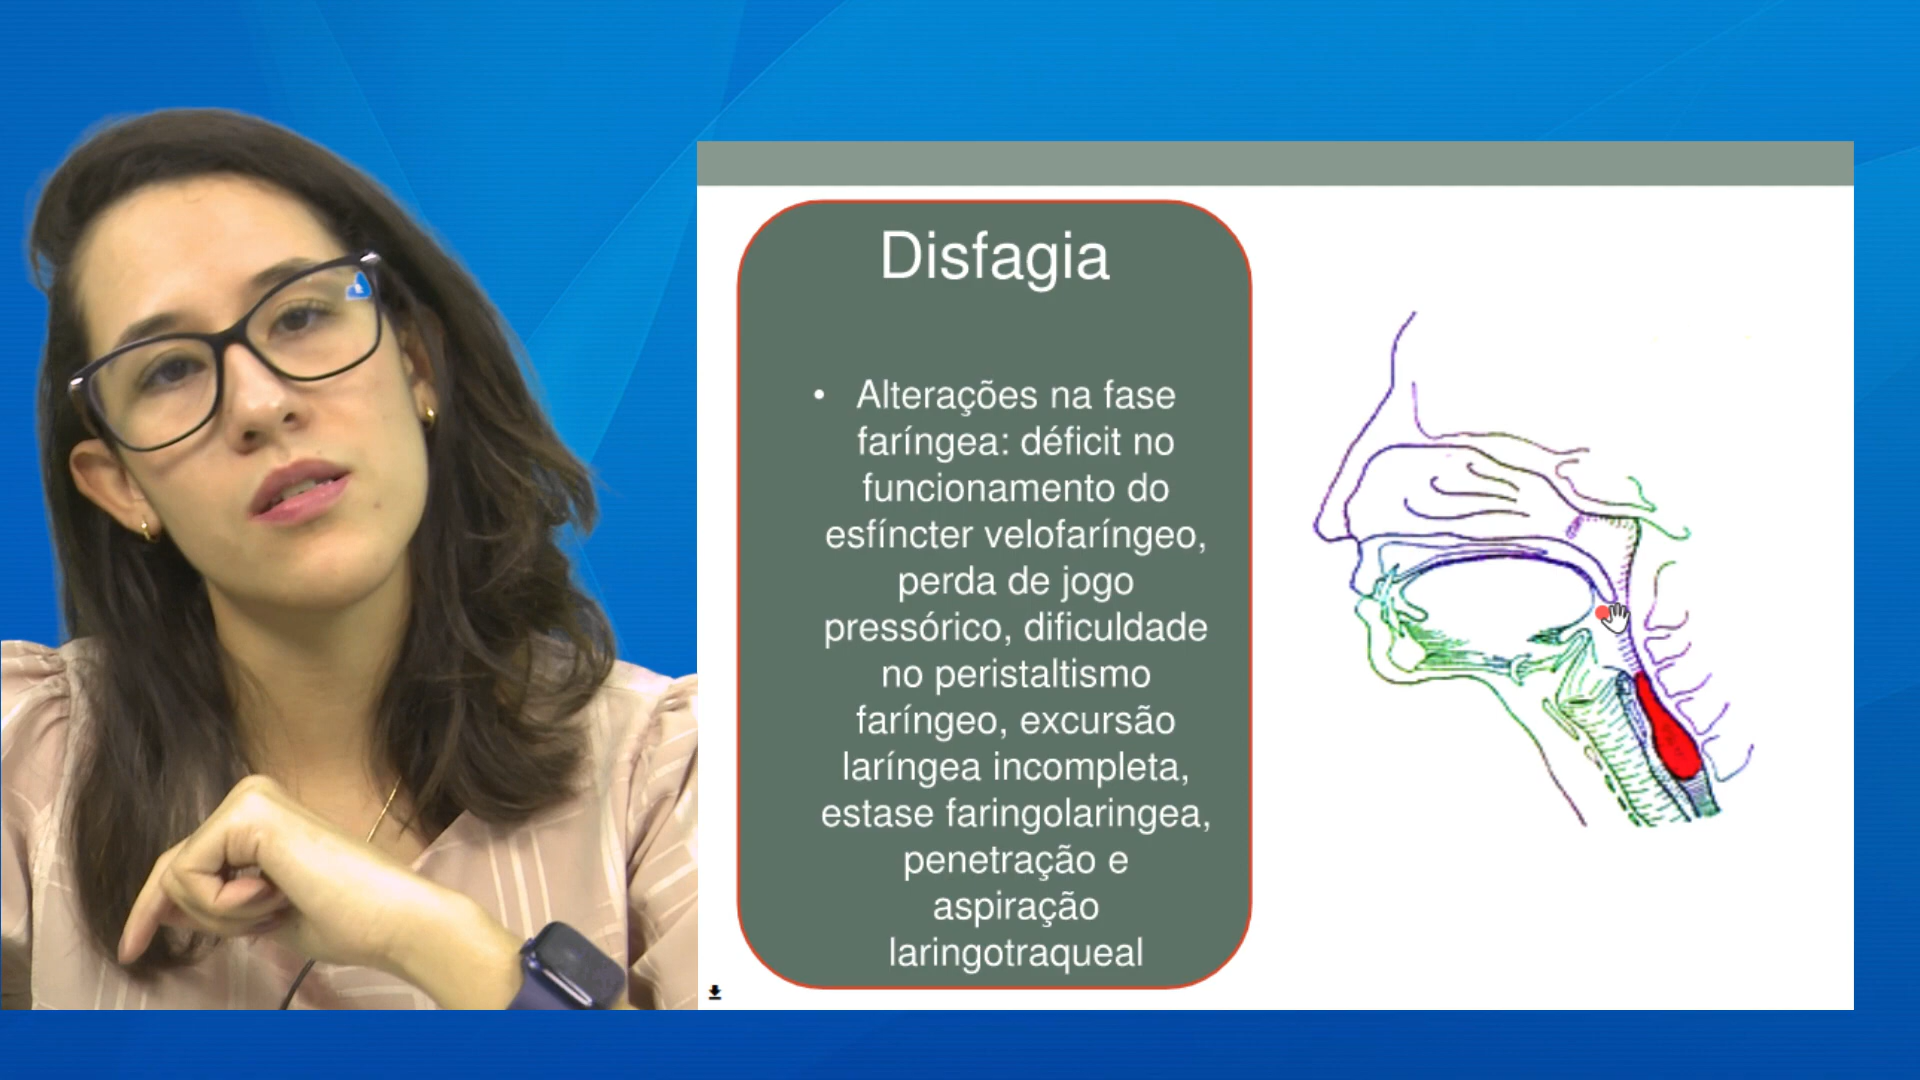 Disfagia
• Alterações na fase
faríngea: déficit no
funcionamento do
esfíncter velofaríngeo,
perda de jogo
pressórico, dificuldade
no peristaltismo
faríngeo, excursão
laríngea incompleta,
estase faringolaringea,
penetração e
aspiração
laringotraqueal